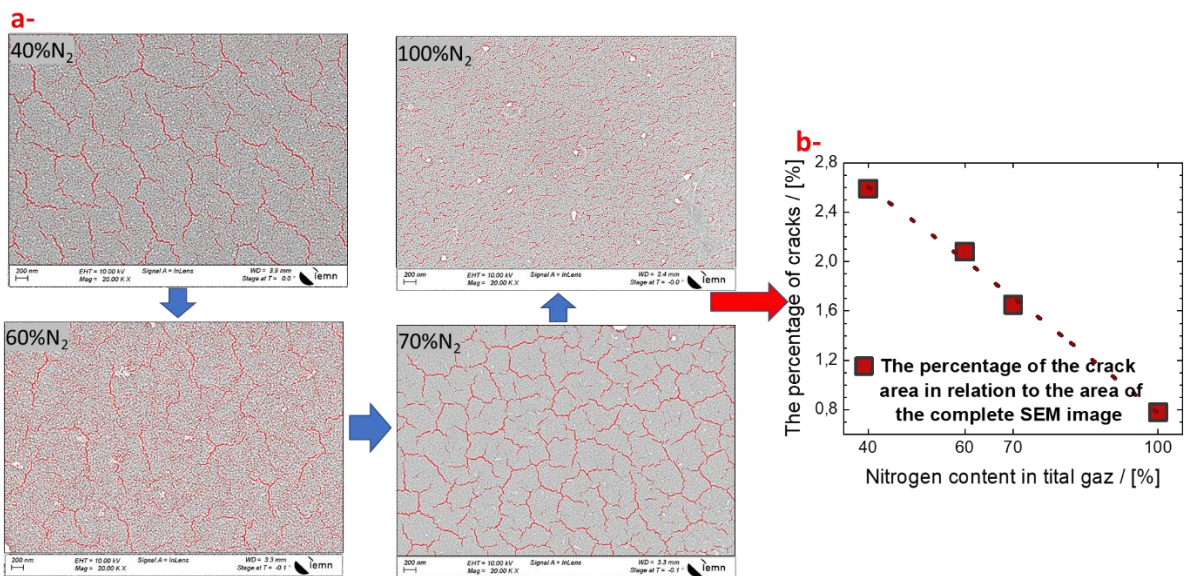 a-
40%N₂
200 nm
EHT = 10.00 kV
Mag = 20.00 K X
Signal A = InLens
WD = 3.9 mm
Stage at T = 0.0 °
iemn
100%N₂
200 nm
EHT = 10.00 kV
Mag = 20.00 K X
Signal A = InLens
WD = 2.4 mm
Stage at T = -0.0 °
iemn
60%N₂
200 nm
EHT = 10.00 kV
Mag = 20.00 K X
Signal A = InLens
WD = 3.3 mm
Stage at T = -0.1 °
iemn
70%N₂
200 nm
EHT = 10.00 kV
Mag = 20.00 K X
Signal A = InLens
WD = 3.3 mm
Stage at T = -0.1 °
iemn
b-
The percentage of cracks / [%]
2,8
2,4
2,0
1,6
1,2
0,8
The percentage of the crack
area in relation to the area of
the complete SEM image
40
60
70
100
Nitrogen content in tital gaz / [%]